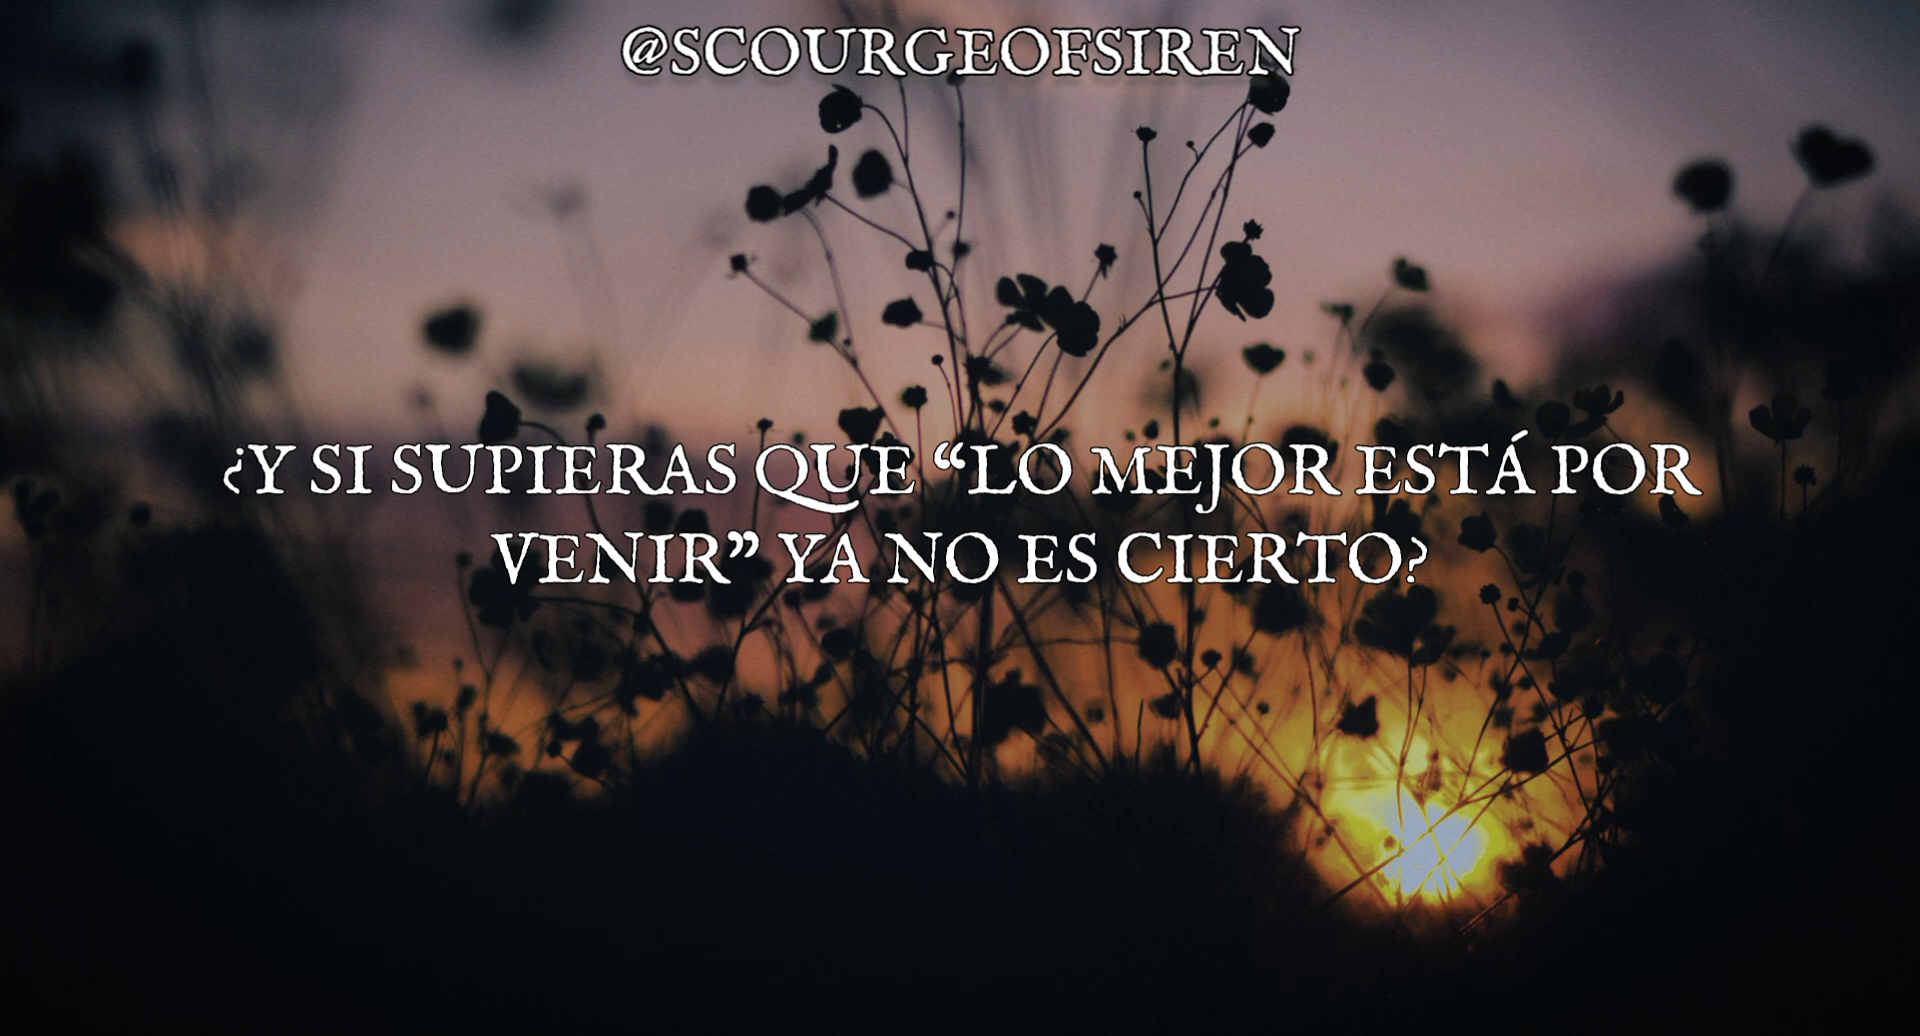 @SCOURGEOFSIREN
¿Y SI SUPIERAS QUE “LO MEJOR ESTÁ POR
VENIR” YA NO ES CIERTO?